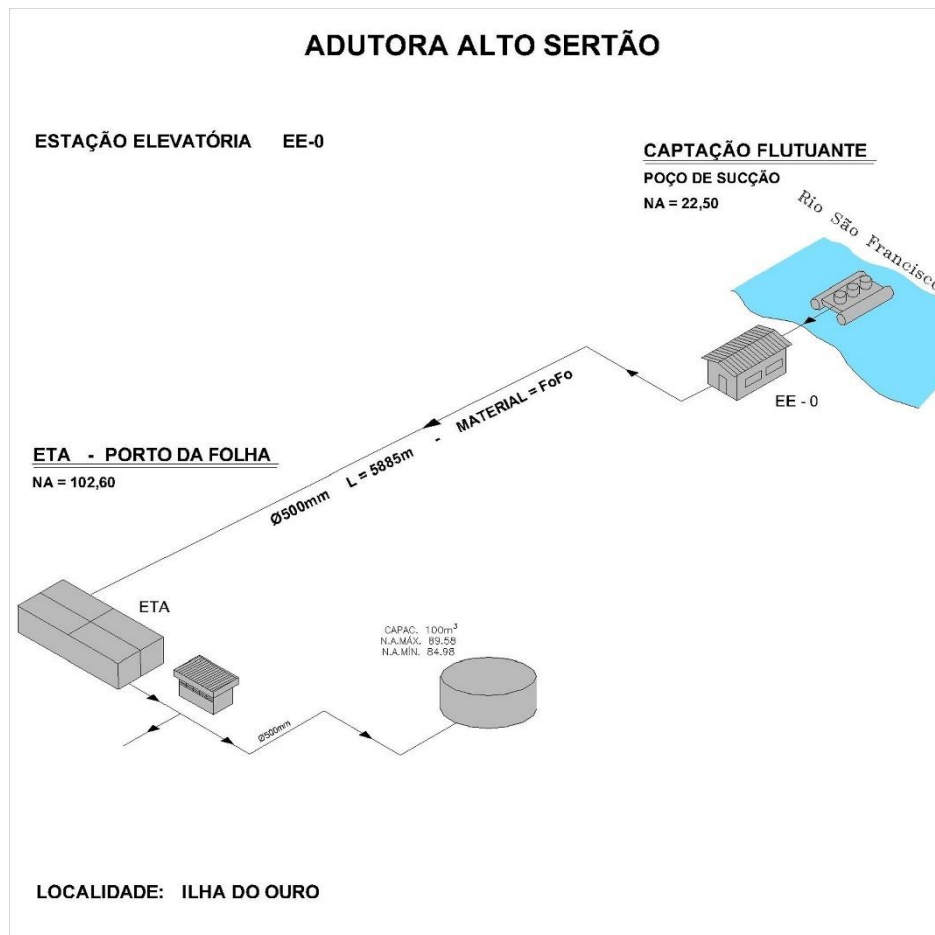 ADUTORA ALTO SERTÃO
ESTAÇÃO ELEVATÓRIA EE-0
CAPTAÇÃO FLUTUANTE
POÇO DE SUCÇÃO
NA = 22,50
Rio São Francisco
EE - 0
Ø500mm L = 5885m - MATERIAL = FoFo
ETA - PORTO DA FOLHA
NA = 102,60
ETA
CAPAC. 100m³
N.A.MÁX. 89.58
N.A.MÍN. 84.98
Ø500mm
LOCALIDADE: ILHA DO OURO